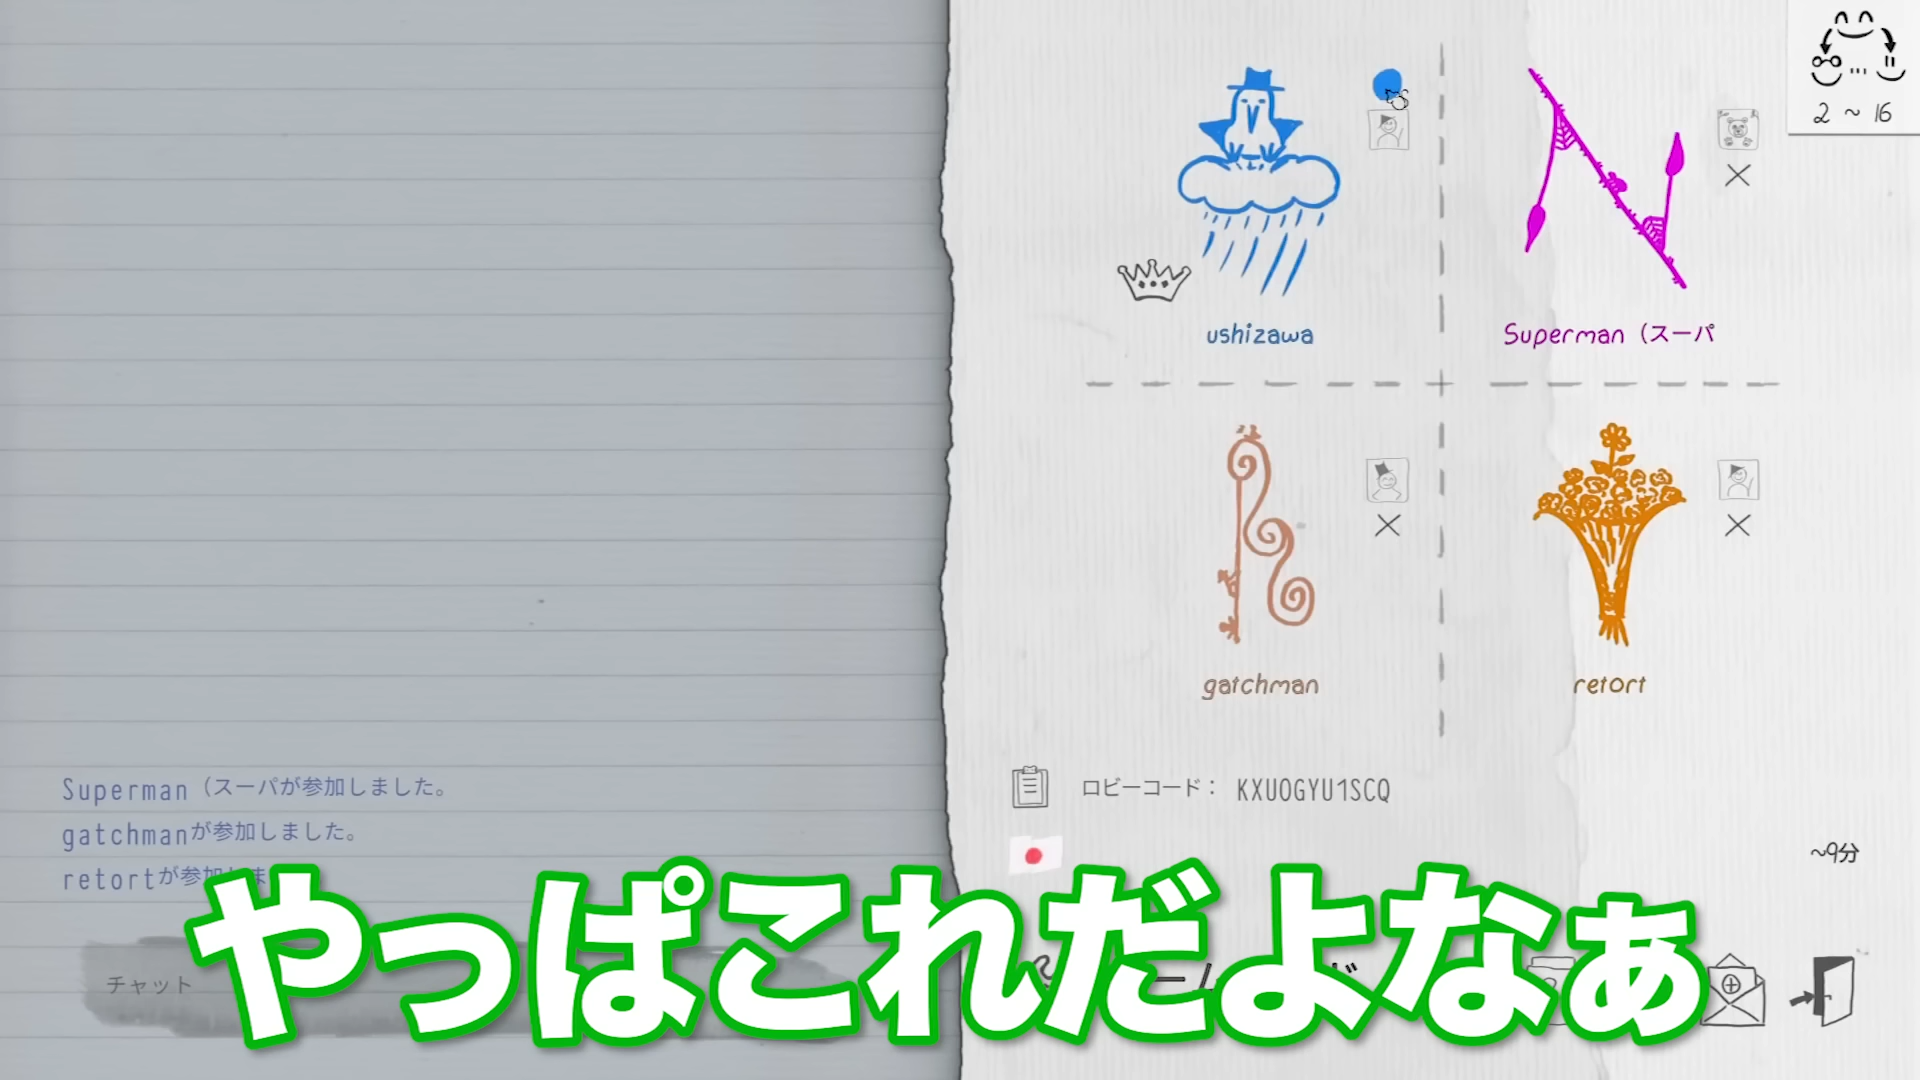 2 ~ 16
ushizawa
Superman（スーパ
gatchman
retort
ロビーコード： KXUOGYU1SCQ
~9分
Superman（スーパが参加しました。
gatchmanが参加しました。
retortが参加しま
チャット
やっぱこれだよなぁ